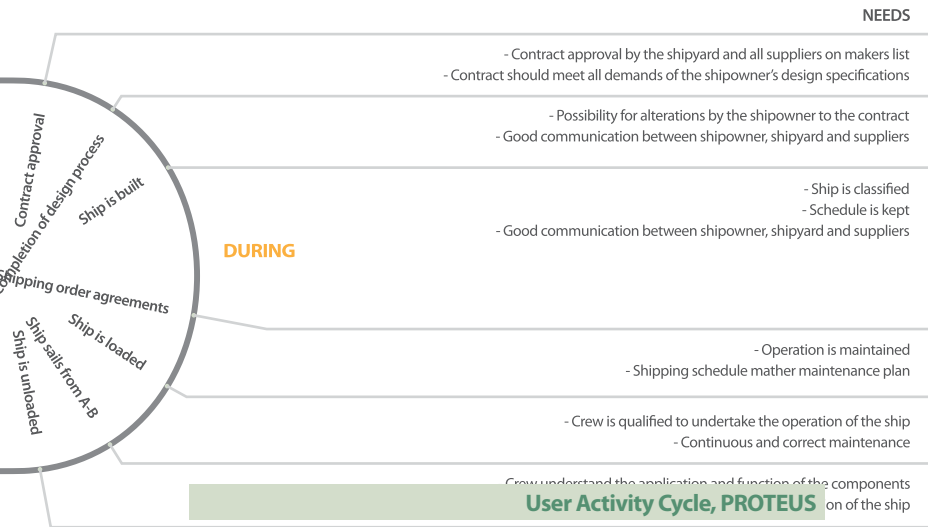 NEEDS
- Contract approval by the shipyard and all suppliers on makers list
- Contract should meet all demands of the shipowner's design specifications
- Possibility for alterations by the shipowner to the contract
- Good communication between shipowner, shipyard and suppliers
- Ship is classified
- Schedule is kept
- Good communication between shipowner, shipyard and suppliers
DURING
- Operation is maintained
- Shipping schedule mather maintenance plan
- Crew is qualified to undertake the operation of the ship
- Continuous and correct maintenance
Crew understand the application and function of the components
on of the ship
User Activity Cycle, PROTEUS
Contract approval
ompletion of design process
Ship is built
Shipping order agreements
Ship is loaded
Ship sails from A-B
Ship is unloaded